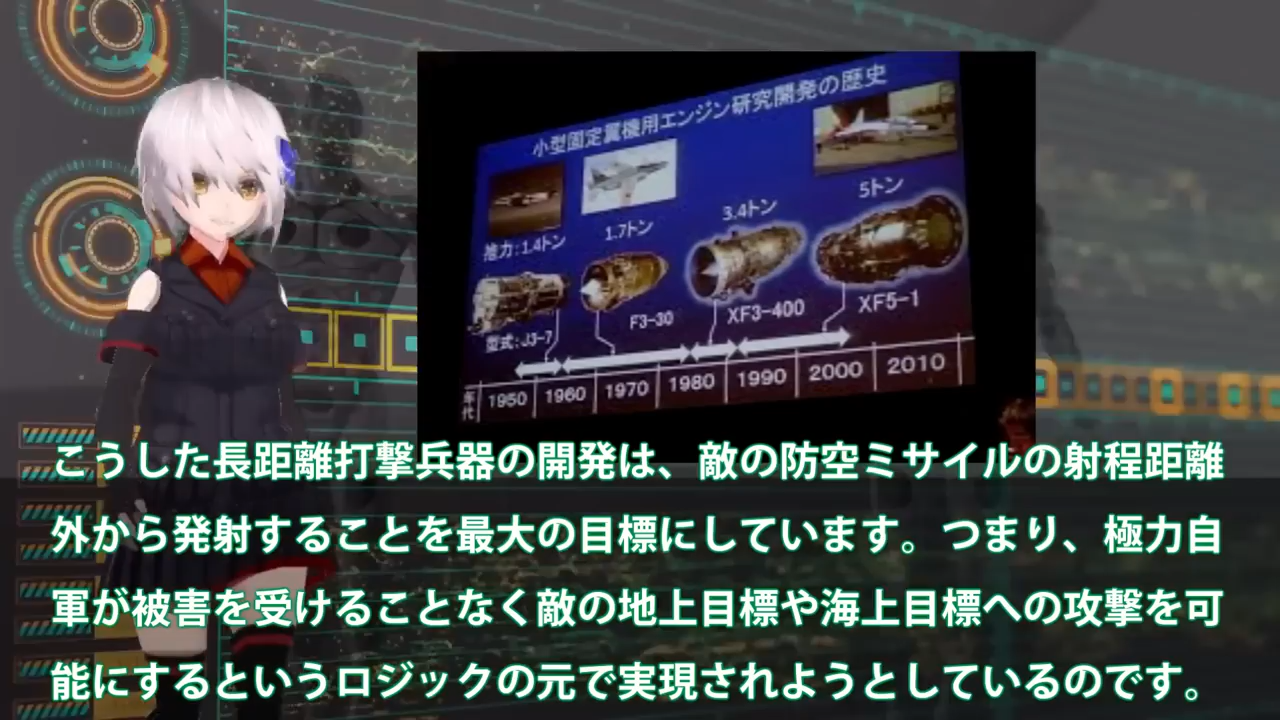 小型固定翼機用エンジン研究開発の歴史
5トン
3.4トン
1.7トン
推力:1.4トン
型式:J3-7
F3-30
XF3-400
XF5-1
年代 1950 1960 1970 1980 1990 2000 2010
こうした長距離打撃兵器の開発は、敵の防空ミサイルの射程距離
外から発射することを最大の目標にしています。つまり、極力自
軍が被害を受けることなく敵の地上目標や海上目標への攻撃を可
能にするというロジックの元で実現されようとしているのです。